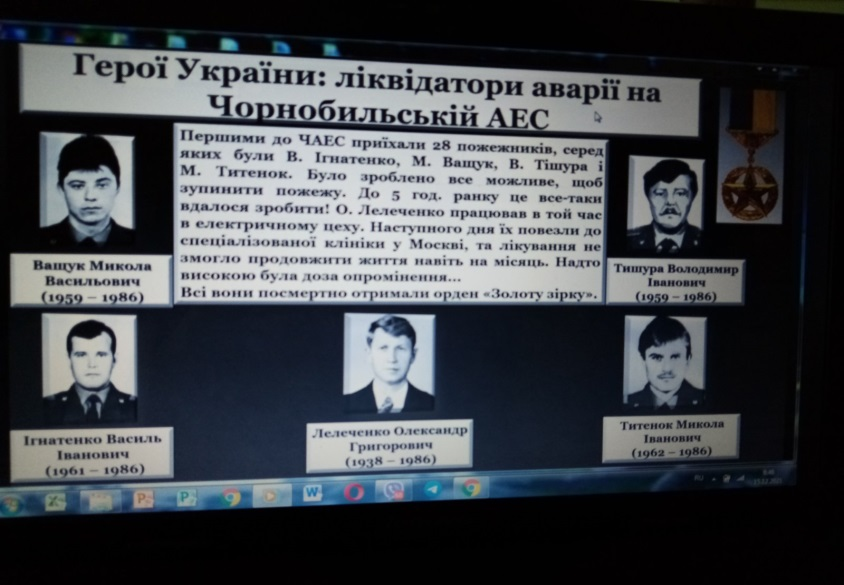 Герої України: ліквідатори аварії на
Чорнобильській АЕС
Першими до ЧАЕС приїхали 28 пожежників, серед
яких були В. Ігнатенко, М. Ващук, В. Тішура і
М. Титенок. Було зроблено все можливе, щоб
зупинити пожежу. До 5 год. ранку це все-таки
вдалося зробити! О. Лелеченко працював в той час
в електричному цеху. Наступного дня їх повезли до
спеціалізованої клініки у Москві, та лікування не
змогло продовжити життя навіть на місяць. Надто
високою була доза опромінення...
Всі вони посмертно отримали орден «Золоту зірку».
Ващук Микола
Васильович
(1959 – 1986)
Тишура Володимир
Іванович
(1959 – 1986)
Ігнатенко Василь
Іванович
(1961 – 1986)
Лелеченко Олександр
Григорович
(1938 – 1986)
Титенок Микола
Іванович
(1962 – 1986)
RU